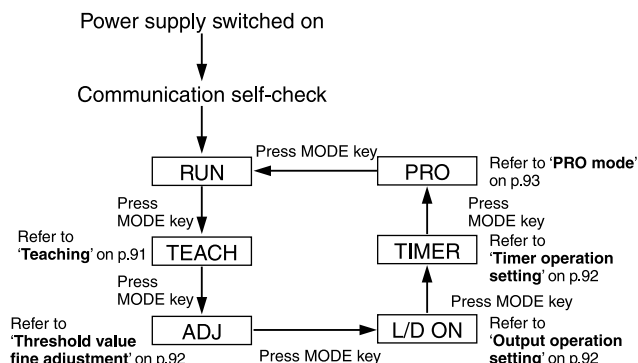 Power supply switched on
Communication self-check
Press MODE key
RUN
PRO
Refer to 'PRO mode'
on p.93
Press
MODE key
Press
MODE key
Refer to
'Teaching' on p.91
TEACH
TIMER
Refer to
'Timer operation
setting' on p.92
Press
MODE key
Press MODE key
Refer to
'Threshold value
fine adjustment' on p.92
ADJ
L/D ON
Refer to
'Output operation
setting' on p.92
Press MODE key